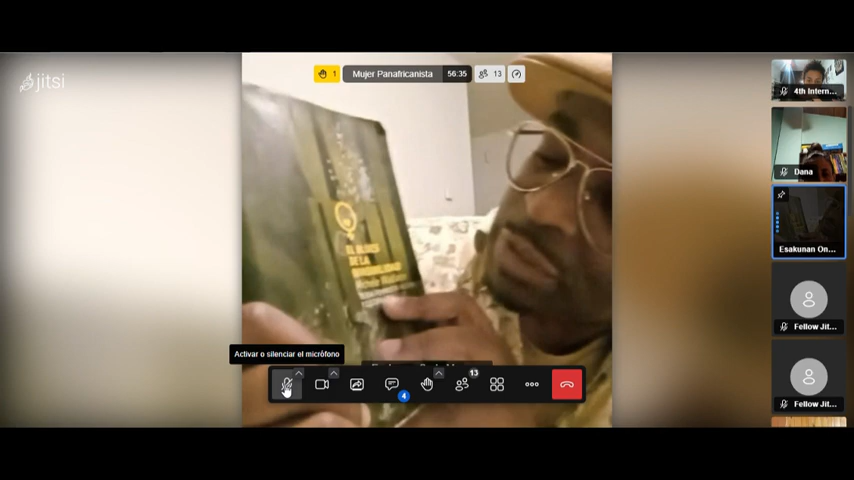 jitsi
1
Mujer Panafricanista
56:35
13
4th Intern...
Dana
Esakunan On...
Fellow Jit...
Fellow Jit...
EL BLUES
DE LA
Activar o silenciar el micrófono
13
4